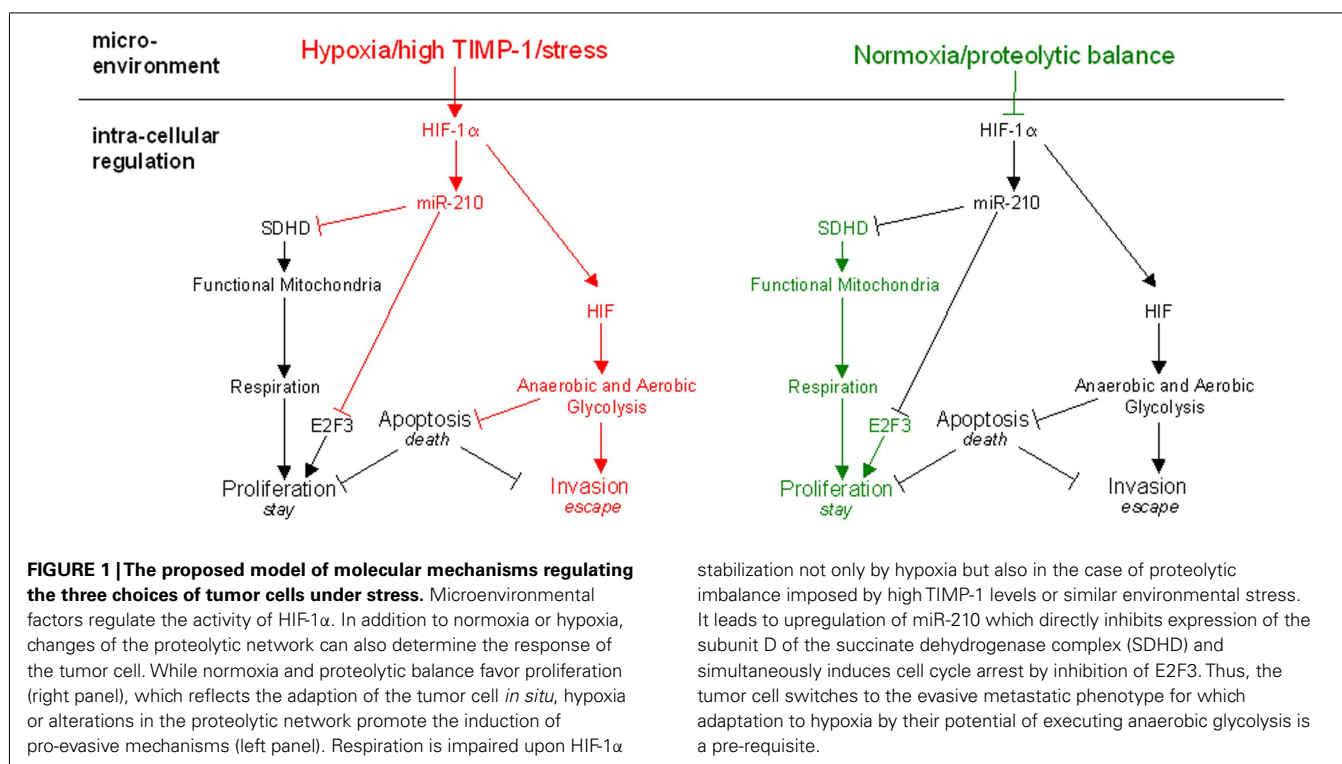 micro-
environment
Hypoxia/high TIMP-1/stress
Normoxia/proteolytic balance
intra-cellular
regulation
HIF-1α
miR-210
SDHD
Functional Mitochondria
HIF
Respiration
Anaerobic and Aerobic
Glycolysis
E2F3
Apoptosis
death
Proliferation
stay
Invasion
escape
HIF-1α
miR-210
SDHD
Functional Mitochondria
HIF
Respiration
Anaerobic and Aerobic
Glycolysis
E2F3
Apoptosis
death
Proliferation
stay
Invasion
escape
FIGURE 1 | The proposed model of molecular mechanisms regulating
the three choices of tumor cells under stress. Microenvironmental
factors regulate the activity of HIF-1α. In addition to normoxia or hypoxia,
changes of the proteolytic network can also determine the response of
the tumor cell. While normoxia and proteolytic balance favor proliferation
(right panel), which reflects the adaption of the tumor cell in situ, hypoxia
or alterations in the proteolytic network promote the induction of
pro-evasive mechanisms (left panel). Respiration is impaired upon HIF-1α
stabilization not only by hypoxia but also in the case of proteolytic
imbalance imposed by high TIMP-1 levels or similar environmental stress.
It leads to upregulation of miR-210 which directly inhibits expression of the
subunit D of the succinate dehydrogenase complex (SDHD) and
simultaneously induces cell cycle arrest by inhibition of E2F3. Thus, the
tumor cell switches to the evasive metastatic phenotype for which
adaptation to hypoxia by their potential of executing anaerobic glycolysis is
a pre-requisite.